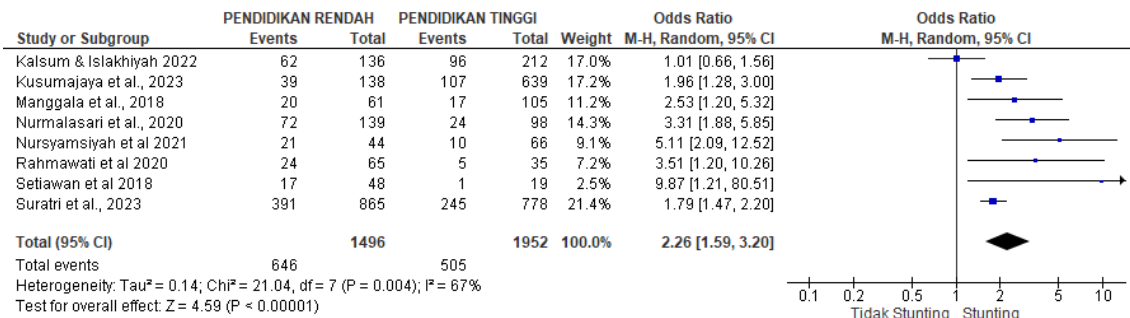 PENDIDIKAN RENDAH PENDIDIKAN TINGGI Odds Ratio Odds Ratio
Study or Subgroup Events Total Events Total Weight M-H, Random, 95% CI M-H, Random, 95% CI
Kalsum & Islakhiyah 2022 62 136 96 212 17.0% 1.01 [0.66, 1.56]
Kusumajaya et al., 2023 39 138 107 639 17.2% 1.96 [1.28, 3.00]
Manggala et al., 2018 20 61 17 105 11.2% 2.53 [1.20, 5.32]
Nurmalasari et al., 2020 72 139 24 98 14.3% 3.31 [1.88, 5.85]
Nursyamsiyah et al 2021 21 44 10 66 9.1% 5.11 [2.09, 12.52]
Rahmawati et al 2020 24 65 5 35 7.2% 3.51 [1.20, 10.26]
Setiawan et al 2018 17 48 1 19 2.5% 9.87 [1.21, 80.51]
Suratri et al., 2023 391 865 245 778 21.4% 1.79 [1.47, 2.20]
Total (95% CI) 1496 1952 100.0% 2.26 [1.59, 3.20]
Total events 646 505
Heterogeneity: Tau² = 0.14; Chi² = 21.04, df = 7 (P = 0.004); I² = 67%
Test for overall effect: Z = 4.59 (P < 0.00001)
0.1 0.2 0.5 1 2 5 10
Tidak Stunting Stunting